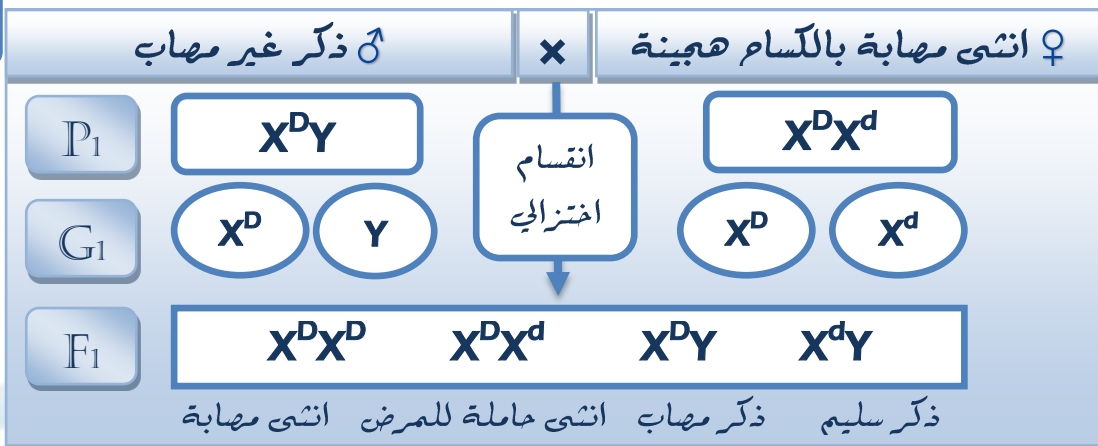 ♀ انثى مصابة بالكساح هجينة × ♂ ذكر غير مصاب
P1 XᴰY XᴰXᵈ
انقسام
اختزالي
G1 Xᴰ Y Xᴰ Xᵈ
F1 XᴰXᴰ XᴰXᵈ XᴰY XᵈY
ذكر سليم ذكر مصاب انثى حاملة للمرض انثى مصابة